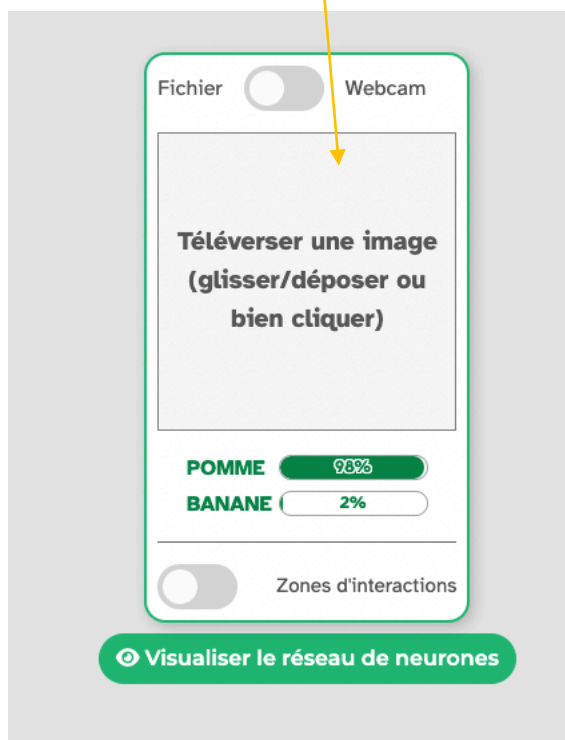 Fichier Webcam
Téléverser une image
(glisser/déposer ou
bien cliquer)
POMME 98%
BANANE 2%
Zones d'interactions
Visualiser le réseau de neurones